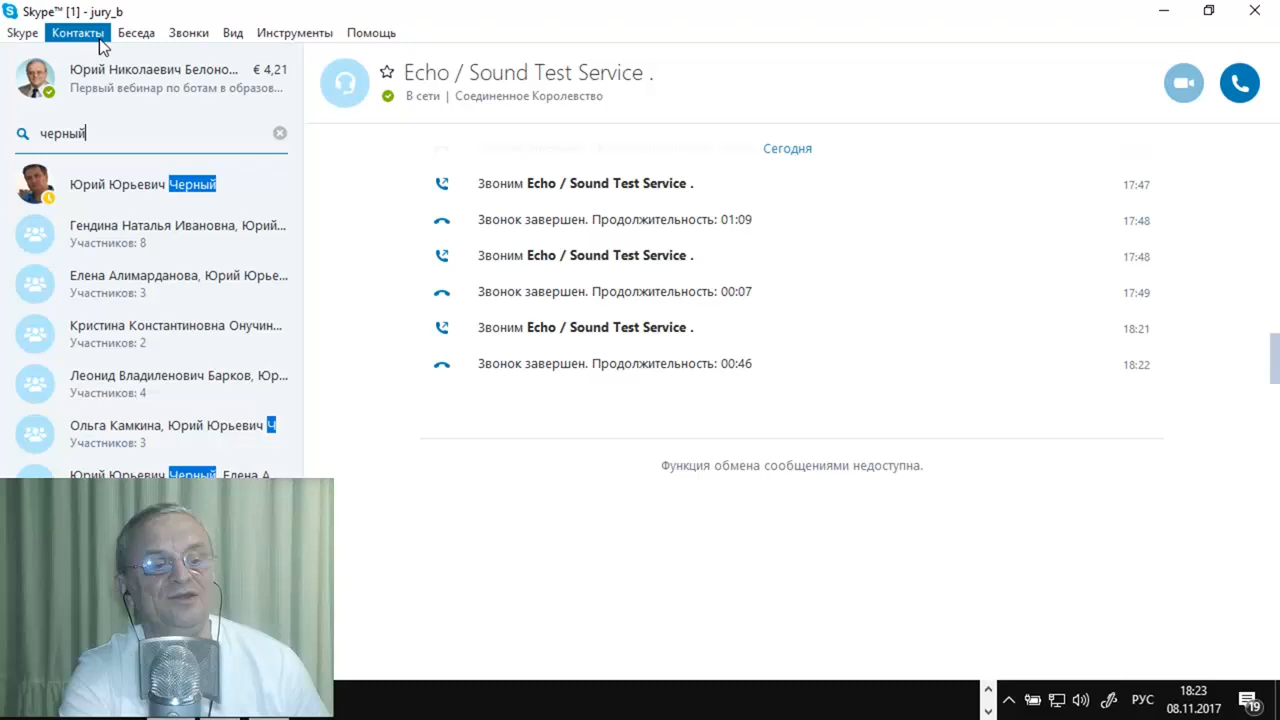 Skype™ [1] - jury_b
Skype Контакты Беседа Звонки Вид Инструменты Помощь
Юрий Николаевич Белоно... € 4,21
Первый вебинар по ботам в образов...
черный
Юрий Юрьевич Черный
Гендина Наталья Ивановна, Юрий...
Участников: 8
Елена Алимарданова, Юрий Юрье...
Участников: 3
Кристина Константиновна Онучин...
Участников: 2
Леонид Владиленович Барков, Юр...
Участников: 4
Ольга Камкина, Юрий Юрьевич Ч
Участников: 3
Юрий Юрьевич Черный, Елена А
Echo / Sound Test Service .
В сети | Соединенное Королевство
Сегодня
Звоним Echo / Sound Test Service . 17:47
Звонок завершен. Продолжительность: 01:09 17:48
Звоним Echo / Sound Test Service . 17:48
Звонок завершен. Продолжительность: 00:07 17:49
Звоним Echo / Sound Test Service . 18:21
Звонок завершен. Продолжительность: 00:46 18:22
Функция обмена сообщениями недоступна.
РУС
18:23
08.11.2017
19